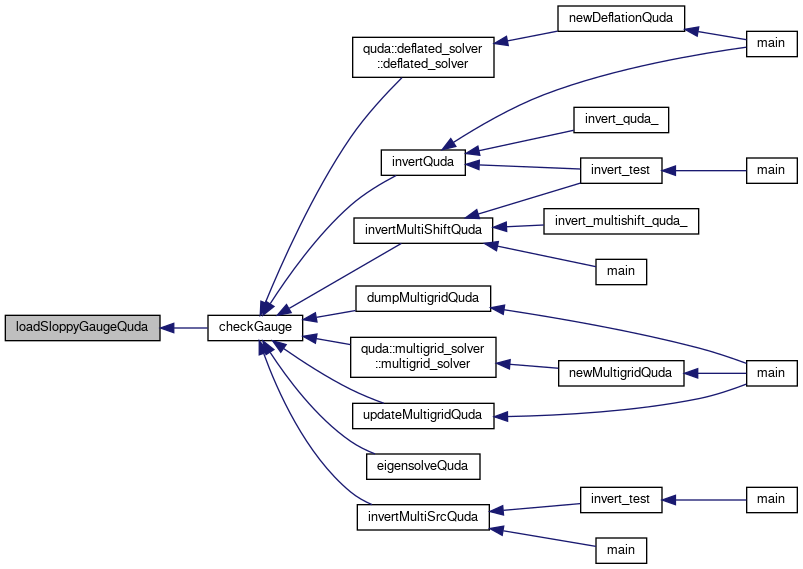 newDeflationQuda
quda::deflated_solver
::deflated_solver
main
invert_quda_
invertQuda
invert_test
main
invertMultiShiftQuda
invert_multishift_quda_
main
dumpMultigridQuda
loadSloppyGaugeQuda
checkGauge
quda::multigrid_solver
::multigrid_solver
newMultigridQuda
main
updateMultigridQuda
eigensolveQuda
invert_test
main
invertMultiSrcQuda
main